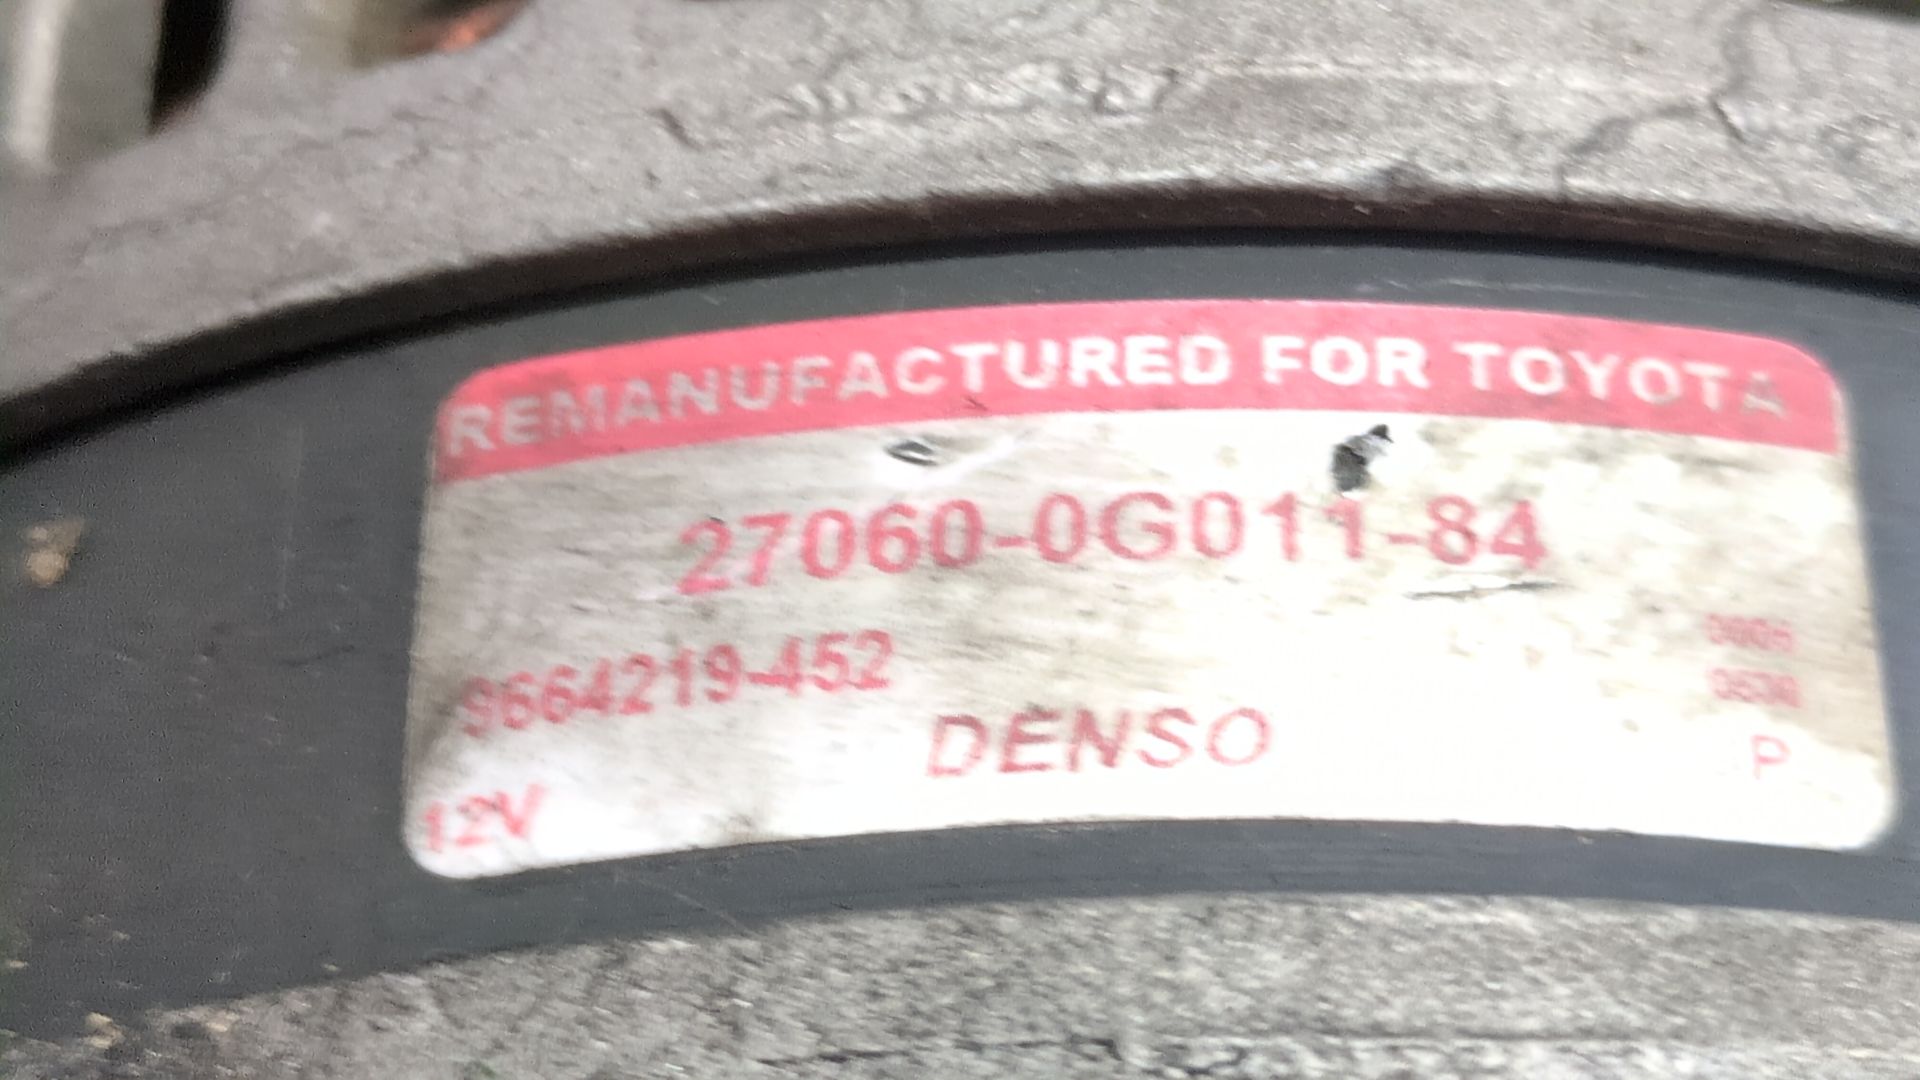 REMANUFACTURED FOR TOYOTA
27060-0G011-84
9664219-452
DENSO
12V
P